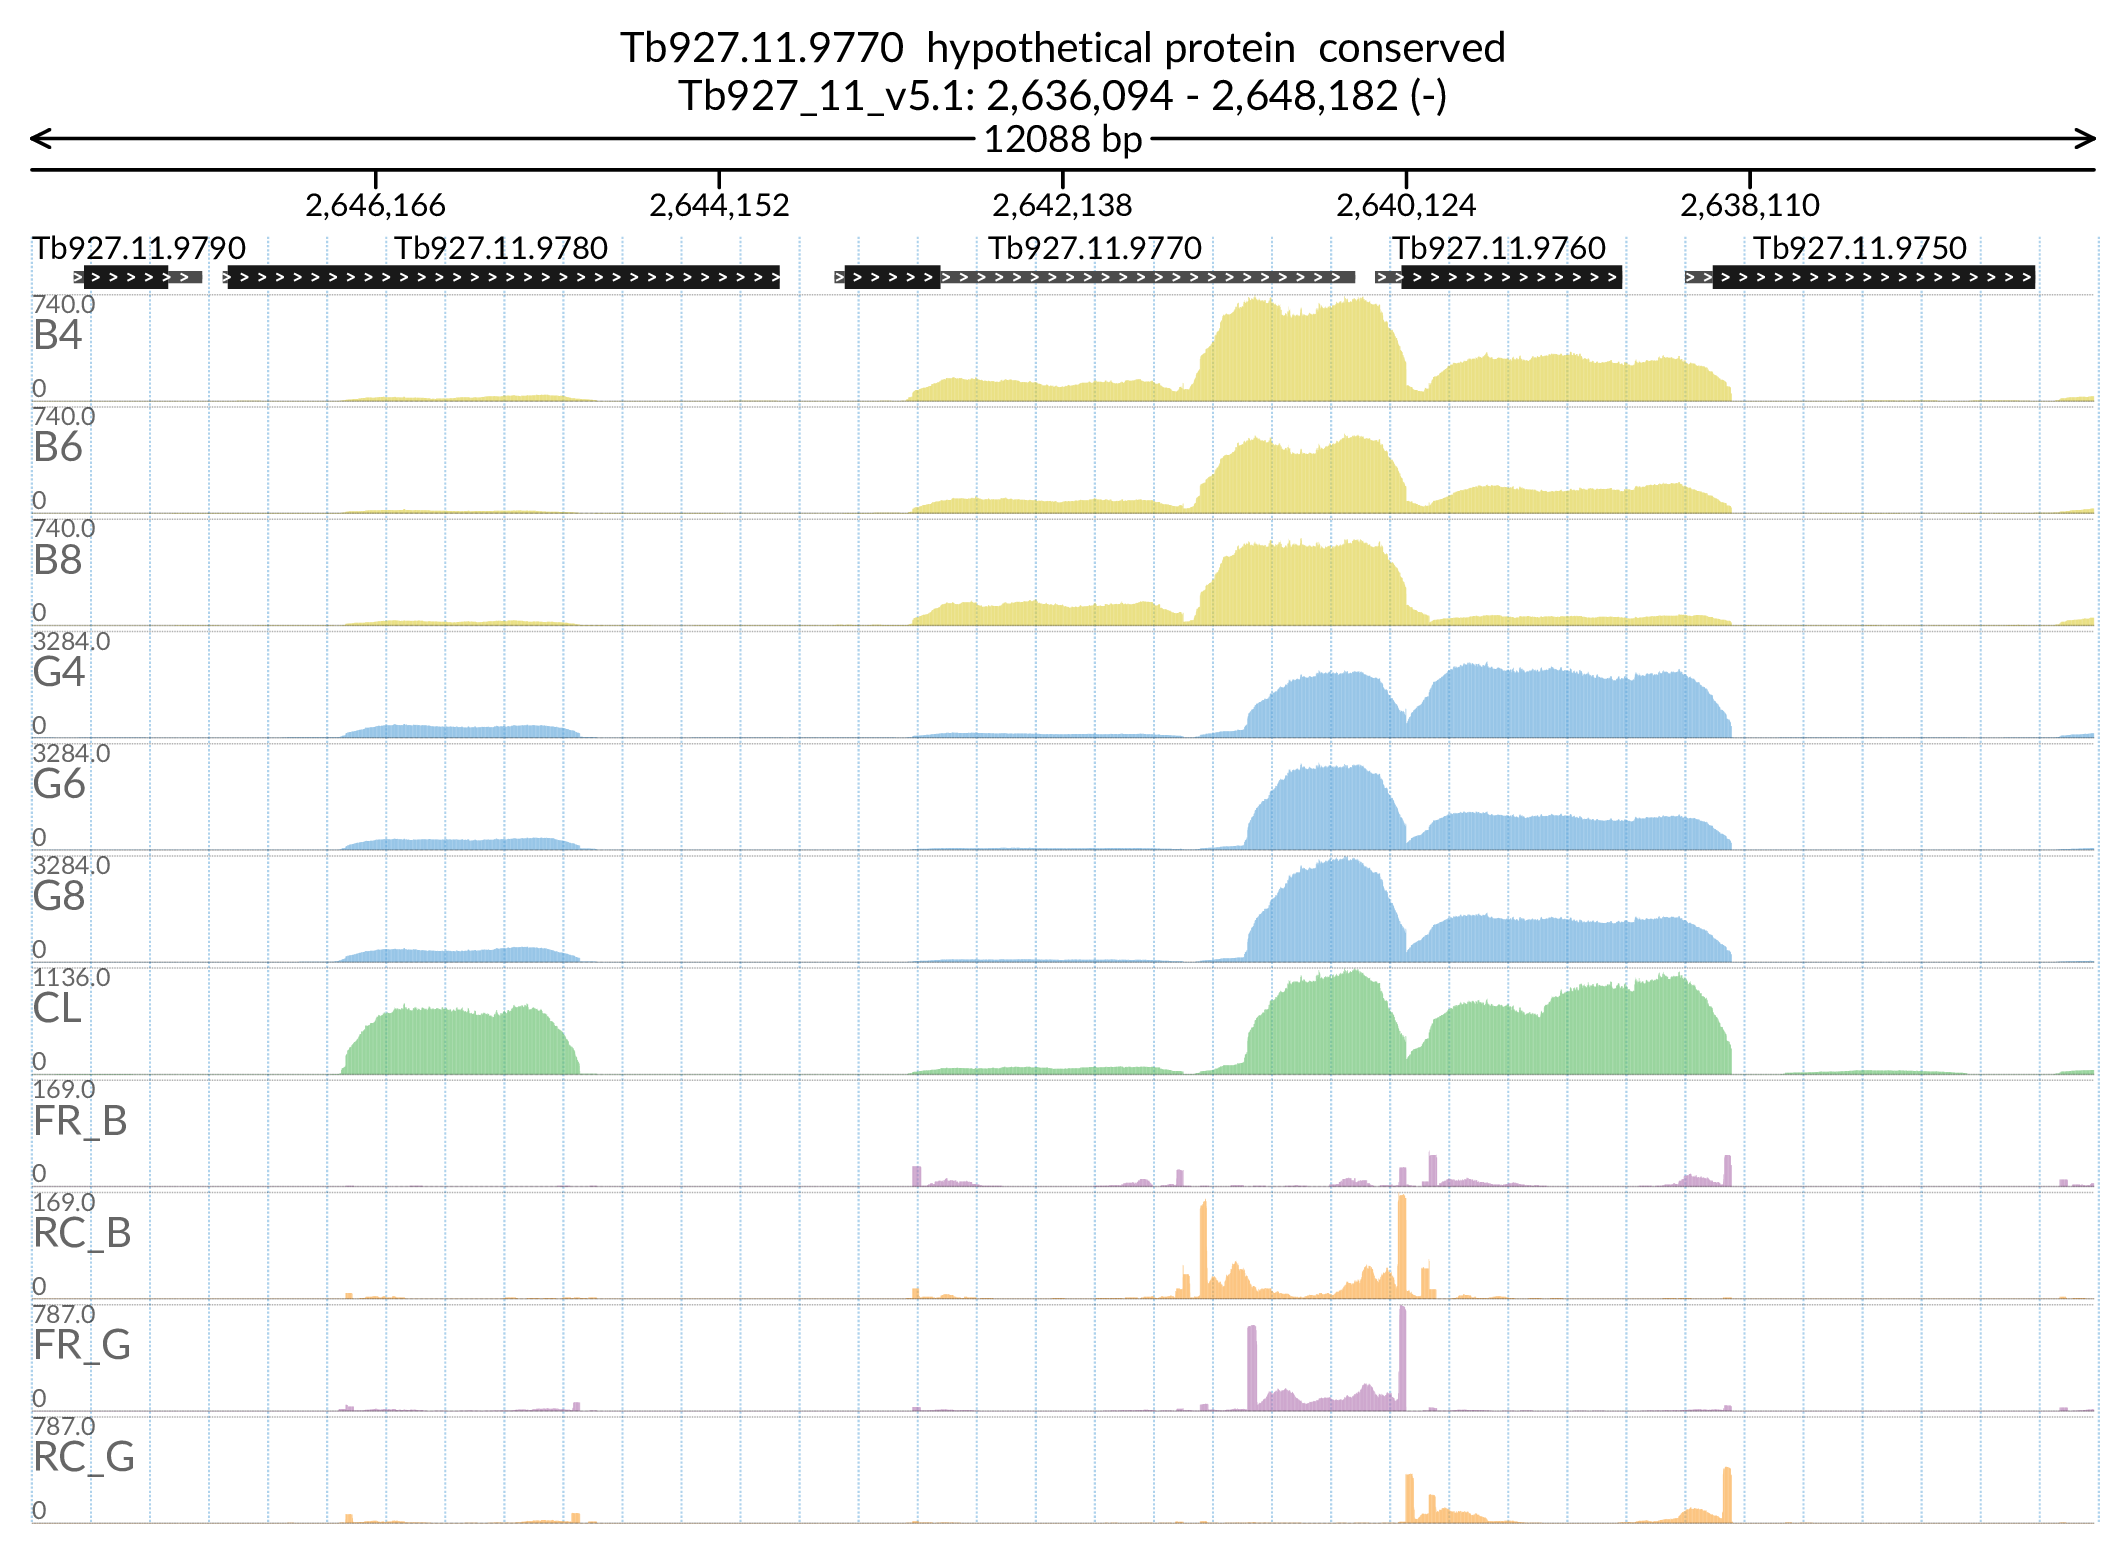 Tb927.11.9770 hypothetical protein conserved
Tb927_11_v5.1: 2,636,094 - 2,648,182 (-)
12088 bp
2,646,166 2,644,152 2,642,138 2,640,124 2,638,110
Tb927.11.9790 Tb927.11.9780 Tb927.11.9770 Tb927.11.9760 Tb927.11.9750
740.0
B4
0
740.0
B6
0
740.0
B8
0
3284.0
G4
0
3284.0
G6
0
3284.0
G8
0
1136.0
CL
0
169.0
FR_B
0
169.0
RC_B
0
787.0
FR_G
0
787.0
RC_G
0